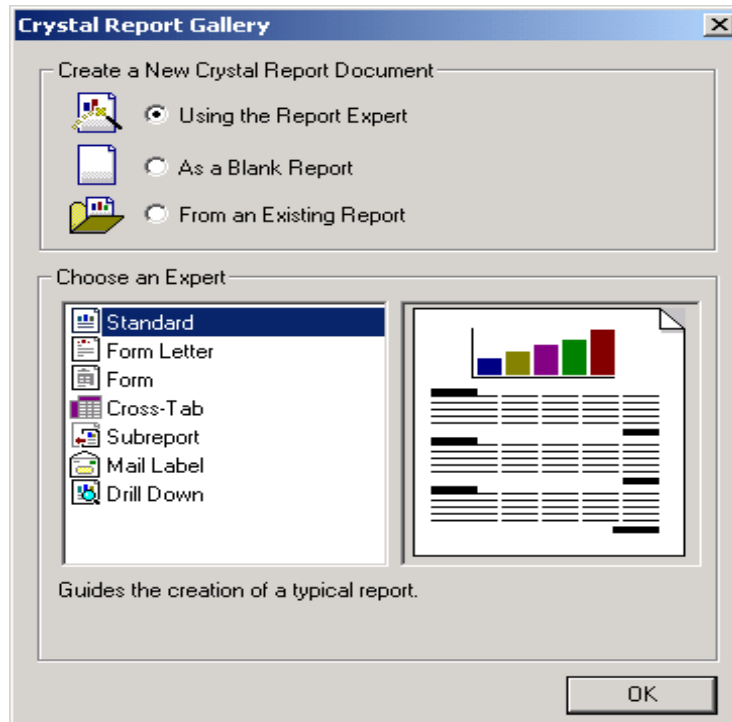 Crystal Report Gallery
Create a New Crystal Report Document
Using the Report Expert
As a Blank Report
From an Existing Report
Choose an Expert
Standard
Form Letter
Form
Cross-Tab
Subreport
Mail Label
Drill Down
Guides the creation of a typical report.
OK